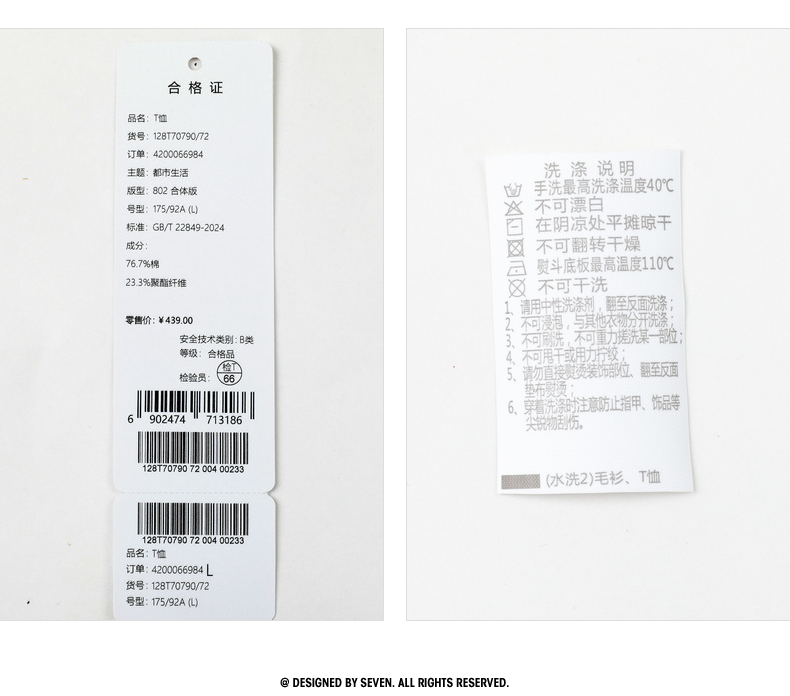 合格证
品名: T恤
货号: 128T70790/72
订单: 4200066984
主题: 都市生活
版型: 802 合体版
号型: 175/92A (L)
标准: GB/T 22849-2024
成分:
76.7%棉
23.3%聚酯纤维
零售价: ¥439.00
安全技术类别: B类
等级: 合格品
检验员: 检T 66
6 902474 713186
128T70790 72 004 00233
128T70790 72 004 00233
品名: T恤
订单: 4200066984 L
货号: 128T70790/72
号型: 175/92A (L)
洗涤说明
手洗最高洗涤温度40℃
不可漂白
在阴凉处平摊晾干
不可翻转干燥
熨斗底板最高温度110℃
不可干洗
1、请用中性洗涤剂，翻至反面洗涤；
2、不可浸泡，与其他衣物分开洗涤；
3、不可刷洗，不可重力搓洗某一部位；
4、不可甩干或用力拧绞；
5、请勿直接熨烫装饰部位、翻至反面
垫布熨烫；
6、穿着洗涤时注意防止指甲、饰品等
尖锐物刮伤。
(水洗2)毛衫、T恤
@ DESIGNED BY SEVEN. ALL RIGHTS RESERVED.